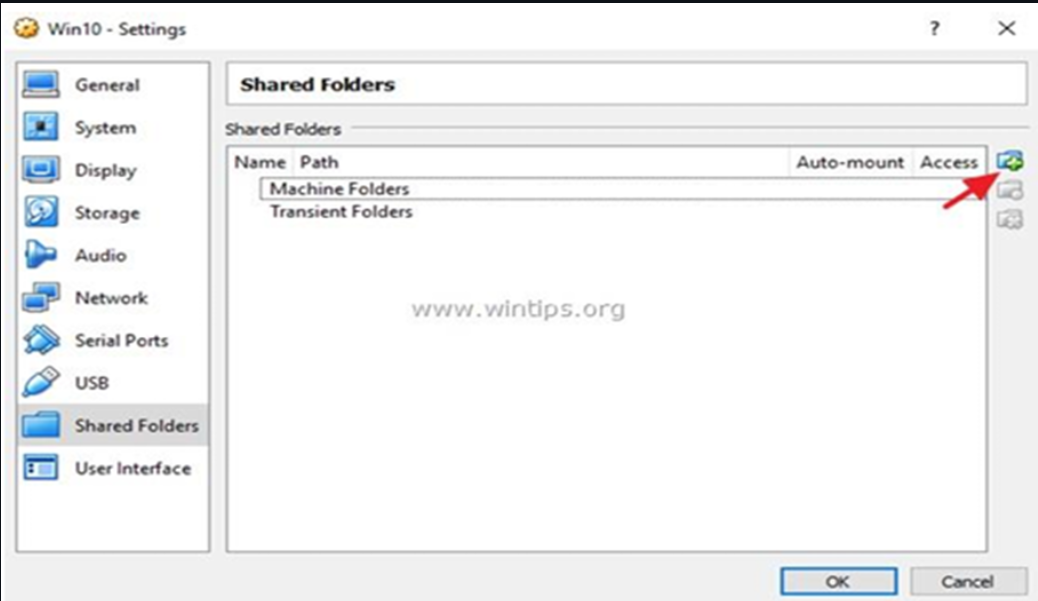 Win10 - Settings
?
General
System
Display
Storage
Audio
Network
Serial Ports
USB
Shared Folders
User Interface
Shared Folders
Shared Folders
Name Path Auto-mount Access
Machine Folders
Transient Folders
www.wintips.org
OK Cancel